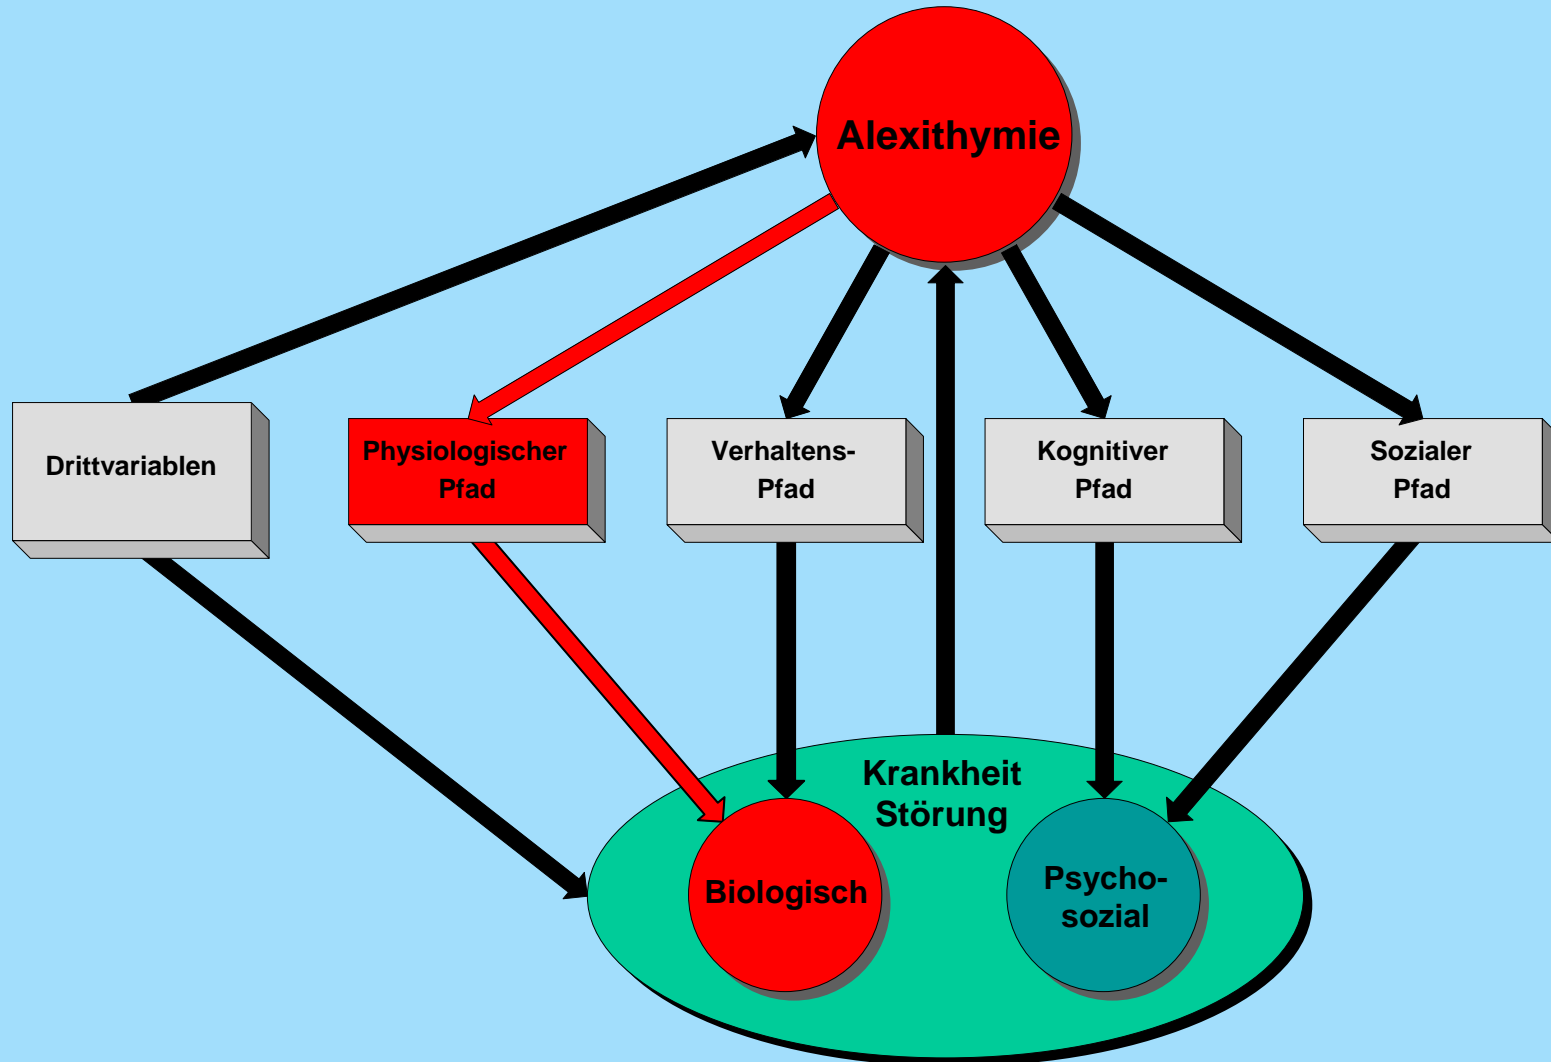 Alexithymie
Drittvariablen
Physiologischer
Pfad
Verhaltens-
Pfad
Kognitiver
Pfad
Sozialer
Pfad
Krankheit
Störung
Biologisch
Psycho-
sozial